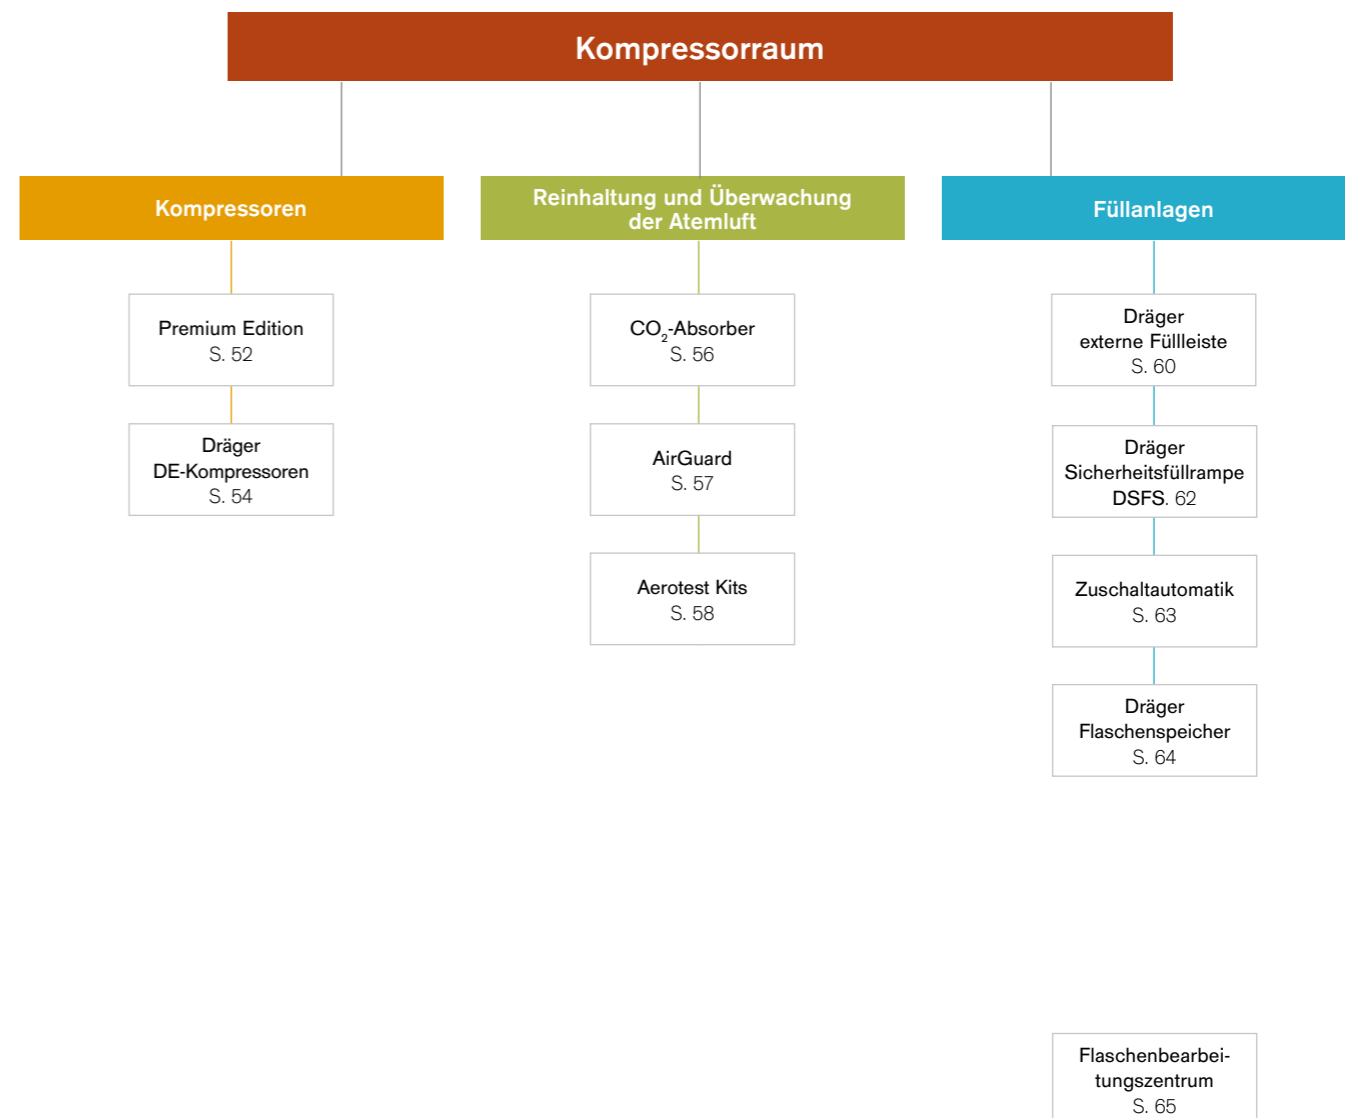 Kompressorraum
Kompressoren
Premium Edition
S. 52
Dräger
DE-Kompressoren
S. 54
Reinhaltung und Überwachung
der Atemluft
CO₂-Absorber
S. 56
AirGuard
S. 57
Aerotest Kits
S. 58
Füllanlagen
Dräger
externe Füllleiste
S. 60
Dräger
Sicherheitsfüllrampe
DSFS. 62
Zuschaltautomatik
S. 63
Dräger
Flaschenspeicher
S. 64
Flaschenbearbei-
tungszentrum
S. 65